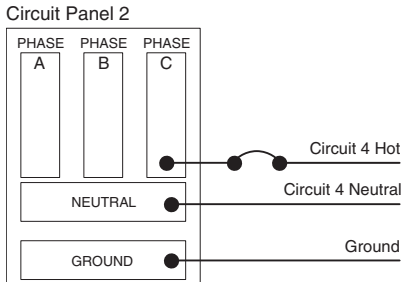 Circuit Panel 2
PHASE PHASE PHASE
A B C
Circuit 4 Hot
Circuit 4 Neutral
NEUTRAL
Ground
GROUND